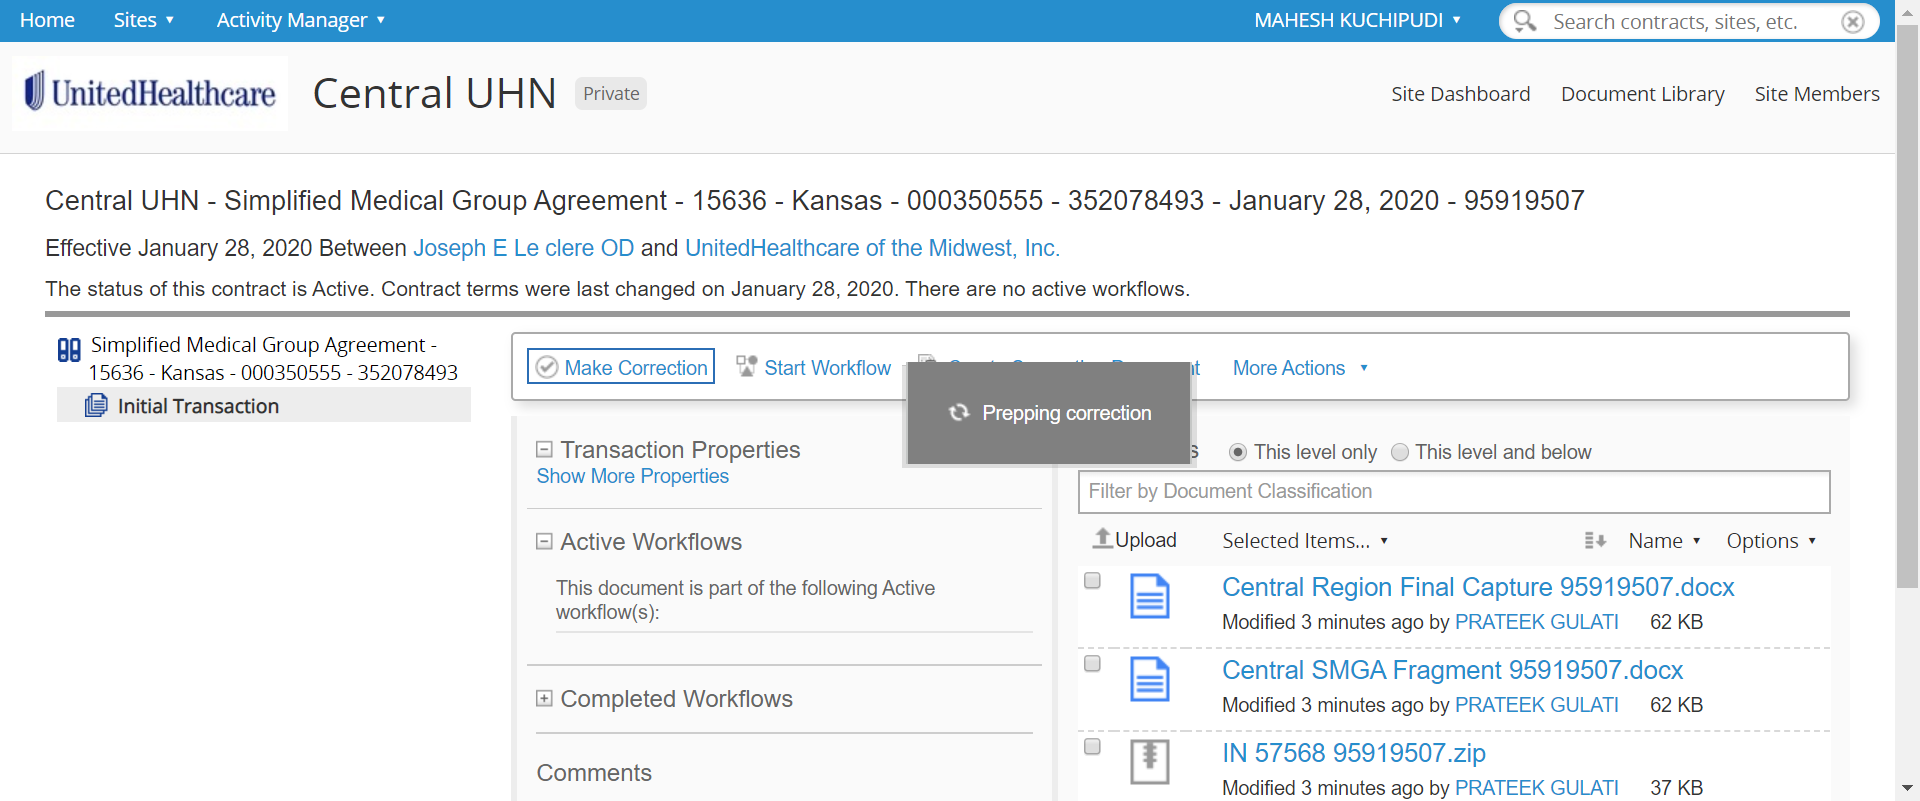 Home Sites Activity Manager MAHESH KUCHIPUDI Search contracts, sites, etc.
UnitedHealthcare Central UHN Private Site Dashboard Document Library Site Members
Central UHN - Simplified Medical Group Agreement - 15636 - Kansas - 000350555 - 352078493 - January 28, 2020 - 95919507
Effective January 28, 2020 Between Joseph E Le clere OD and UnitedHealthcare of the Midwest, Inc.
The status of this contract is Active. Contract terms were last changed on January 28, 2020. There are no active workflows.
Simplified Medical Group Agreement -
15636 - Kansas - 000350555 - 352078493
Initial Transaction
Make Correction Start Workflow More Actions
Prepping correction
Transaction Properties
Show More Properties
Active Workflows
This document is part of the following Active
workflow(s):
Completed Workflows
Comments
This level only This level and below
Filter by Document Classification
Upload Selected Items... Name Options
Central Region Final Capture 95919507.docx
Modified 3 minutes ago by PRATEEK GULATI 62 KB
Central SMGA Fragment 95919507.docx
Modified 3 minutes ago by PRATEEK GULATI 62 KB
IN 57568 95919507.zip
Modified 3 minutes ago by PRATEEK GULATI 37 KB